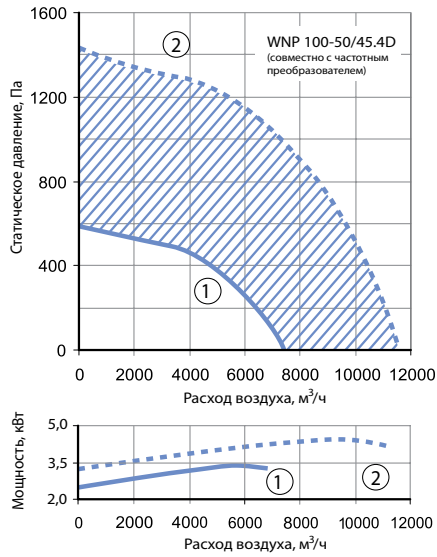 1600
1200
800
400
0
Статическое давление, Па
2
WNP 100-50/45.4D
(совместно с частотным
преобразователем)
1
0 2000 4000 6000 8000 10000 12000
Расход воздуха, м³/ч
5,0
3,5
2,0
Мощность, кВт
1
2
0 2000 4000 6000 8000 10000 12000
Расход воздуха, м³/ч